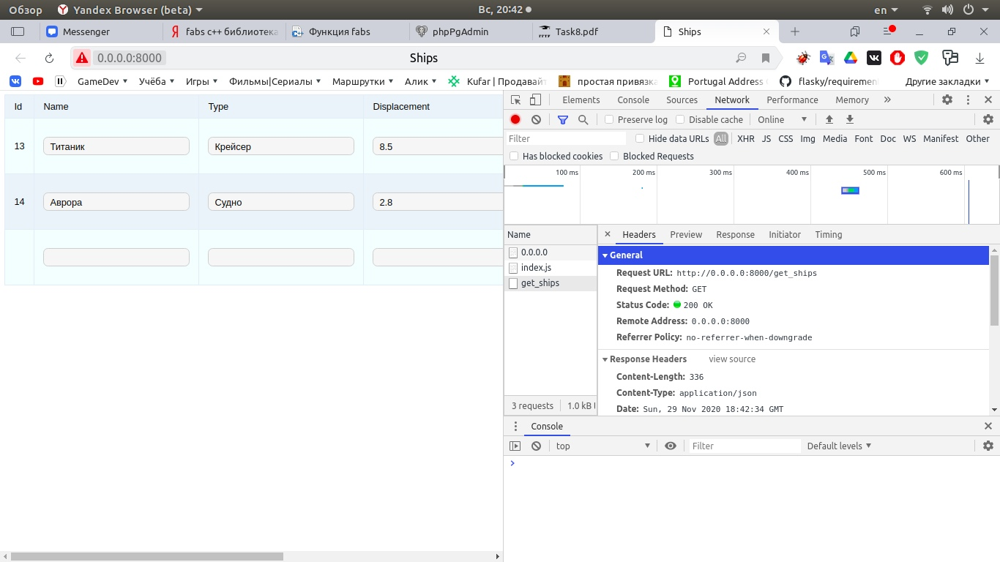 Обзор Yandex Browser (beta) Вс, 20:42 en
Messenger fabs c++ библиотека Функция fabs phpPgAdmin Task8.pdf Ships
0.0.0.0:8000 Ships
GameDev Учёба Игры Фильмы|Сериалы Маршрутки Алик Kufar | Продавайт простая привязка Portugal Address G flasky/requiremen Другие закладки
Id Name Type Displacement
13 Титаник Крейсер 8.5
14 Аврора Судно 2.8
Elements Console Sources Network Performance Memory
Preserve log Disable cache Online
Filter Hide data URLs All XHR JS CSS Img Media Font Doc WS Manifest Other
Has blocked cookies Blocked Requests
100 ms 200 ms 300 ms 400 ms 500 ms 600 ms
Name
0.0.0.0
index.js
get_ships
3 requests 1.0 kB
Headers Preview Response Initiator Timing
General
Request URL: http://0.0.0.0:8000/get_ships
Request Method: GET
Status Code: 200 OK
Remote Address: 0.0.0.0:8000
Referrer Policy: no-referrer-when-downgrade
Response Headers view source
Content-Length: 336
Content-Type: application/json
Date: Sun, 29 Nov 2020 18:42:34 GMT
Console
top Filter Default levels